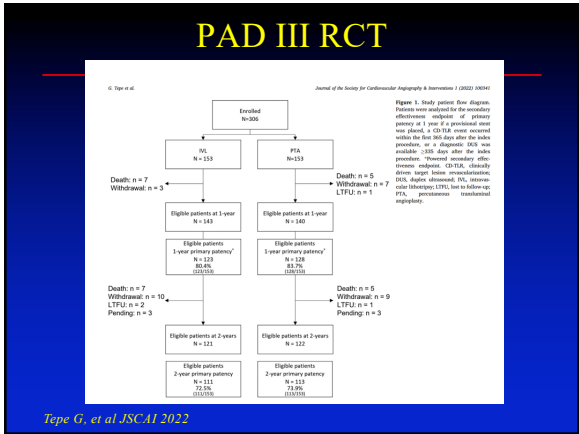 PAD III RCT
G. Tepe et al.
Journal of the Society for Cardiovascular Angiography & Interventions 1 (2022) 100341
Enrolled
N=306
IVL
N = 153
PTA
N=153
Death: n = 7
Withdrawal: n = 3
Death: n = 5
Withdrawal: n = 7
LTFU: n = 1
Eligible patients at 1-year
N = 143
Eligible patients at 1-year
N = 140
Eligible patients
1-year primary patency*
N = 123
80.4%
(123/153)
Eligible patients
1-year primary patency*
N = 128
83.7%
(128/153)
Death: n = 7
Withdrawal: n = 10
LTFU: n = 2
Pending: n = 3
Death: n = 5
Withdrawal: n = 9
LTFU: n = 1
Pending: n = 3
Eligible patients at 2-years
N = 121
Eligible patients at 2-years
N = 122
Eligible patients
2-year primary patency
N = 111
72.5%
(111/153)
Eligible patients
2-year primary patency
N = 113
73.9%
(113/153)
Figure 1. Study patient flow diagram.
Patients were analyzed for the secondary
effectiveness endpoint of primary
patency at 1 year if a provisional stent
was placed, a CD-TLR event occurred
within the first 365 days after the index
procedure, or a diagnostic DUS was
available ≥335 days after the index
procedure. *Powered secondary effec-
tiveness endpoint. CD-TLR, clinically
driven target lesion revascularization;
DUS, duplex ultrasound; IVL, intravas-
cular lithotripsy; LTFU, lost to follow-up;
PTA, percutaneous transluminal
angioplasty.
Tepe G, et al JSCAI 2022